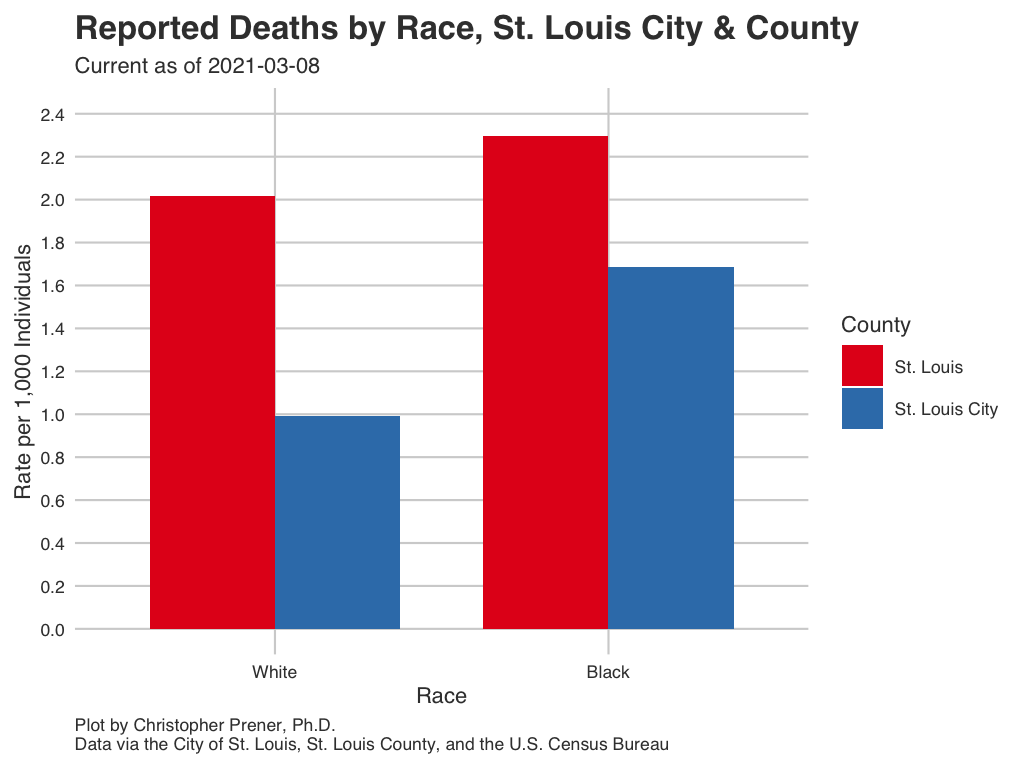 Reported Deaths by Race, St. Louis City & County
Current as of 2021-03-08
Rate per 1,000 Individuals
2.4
2.2
2.0
1.8
1.6
1.4
1.2
1.0
0.8
0.6
0.4
0.2
0.0
White
Black
Race
County
St. Louis
St. Louis City
Plot by Christopher Prener, Ph.D.
Data via the City of St. Louis, St. Louis County, and the U.S. Census Bureau